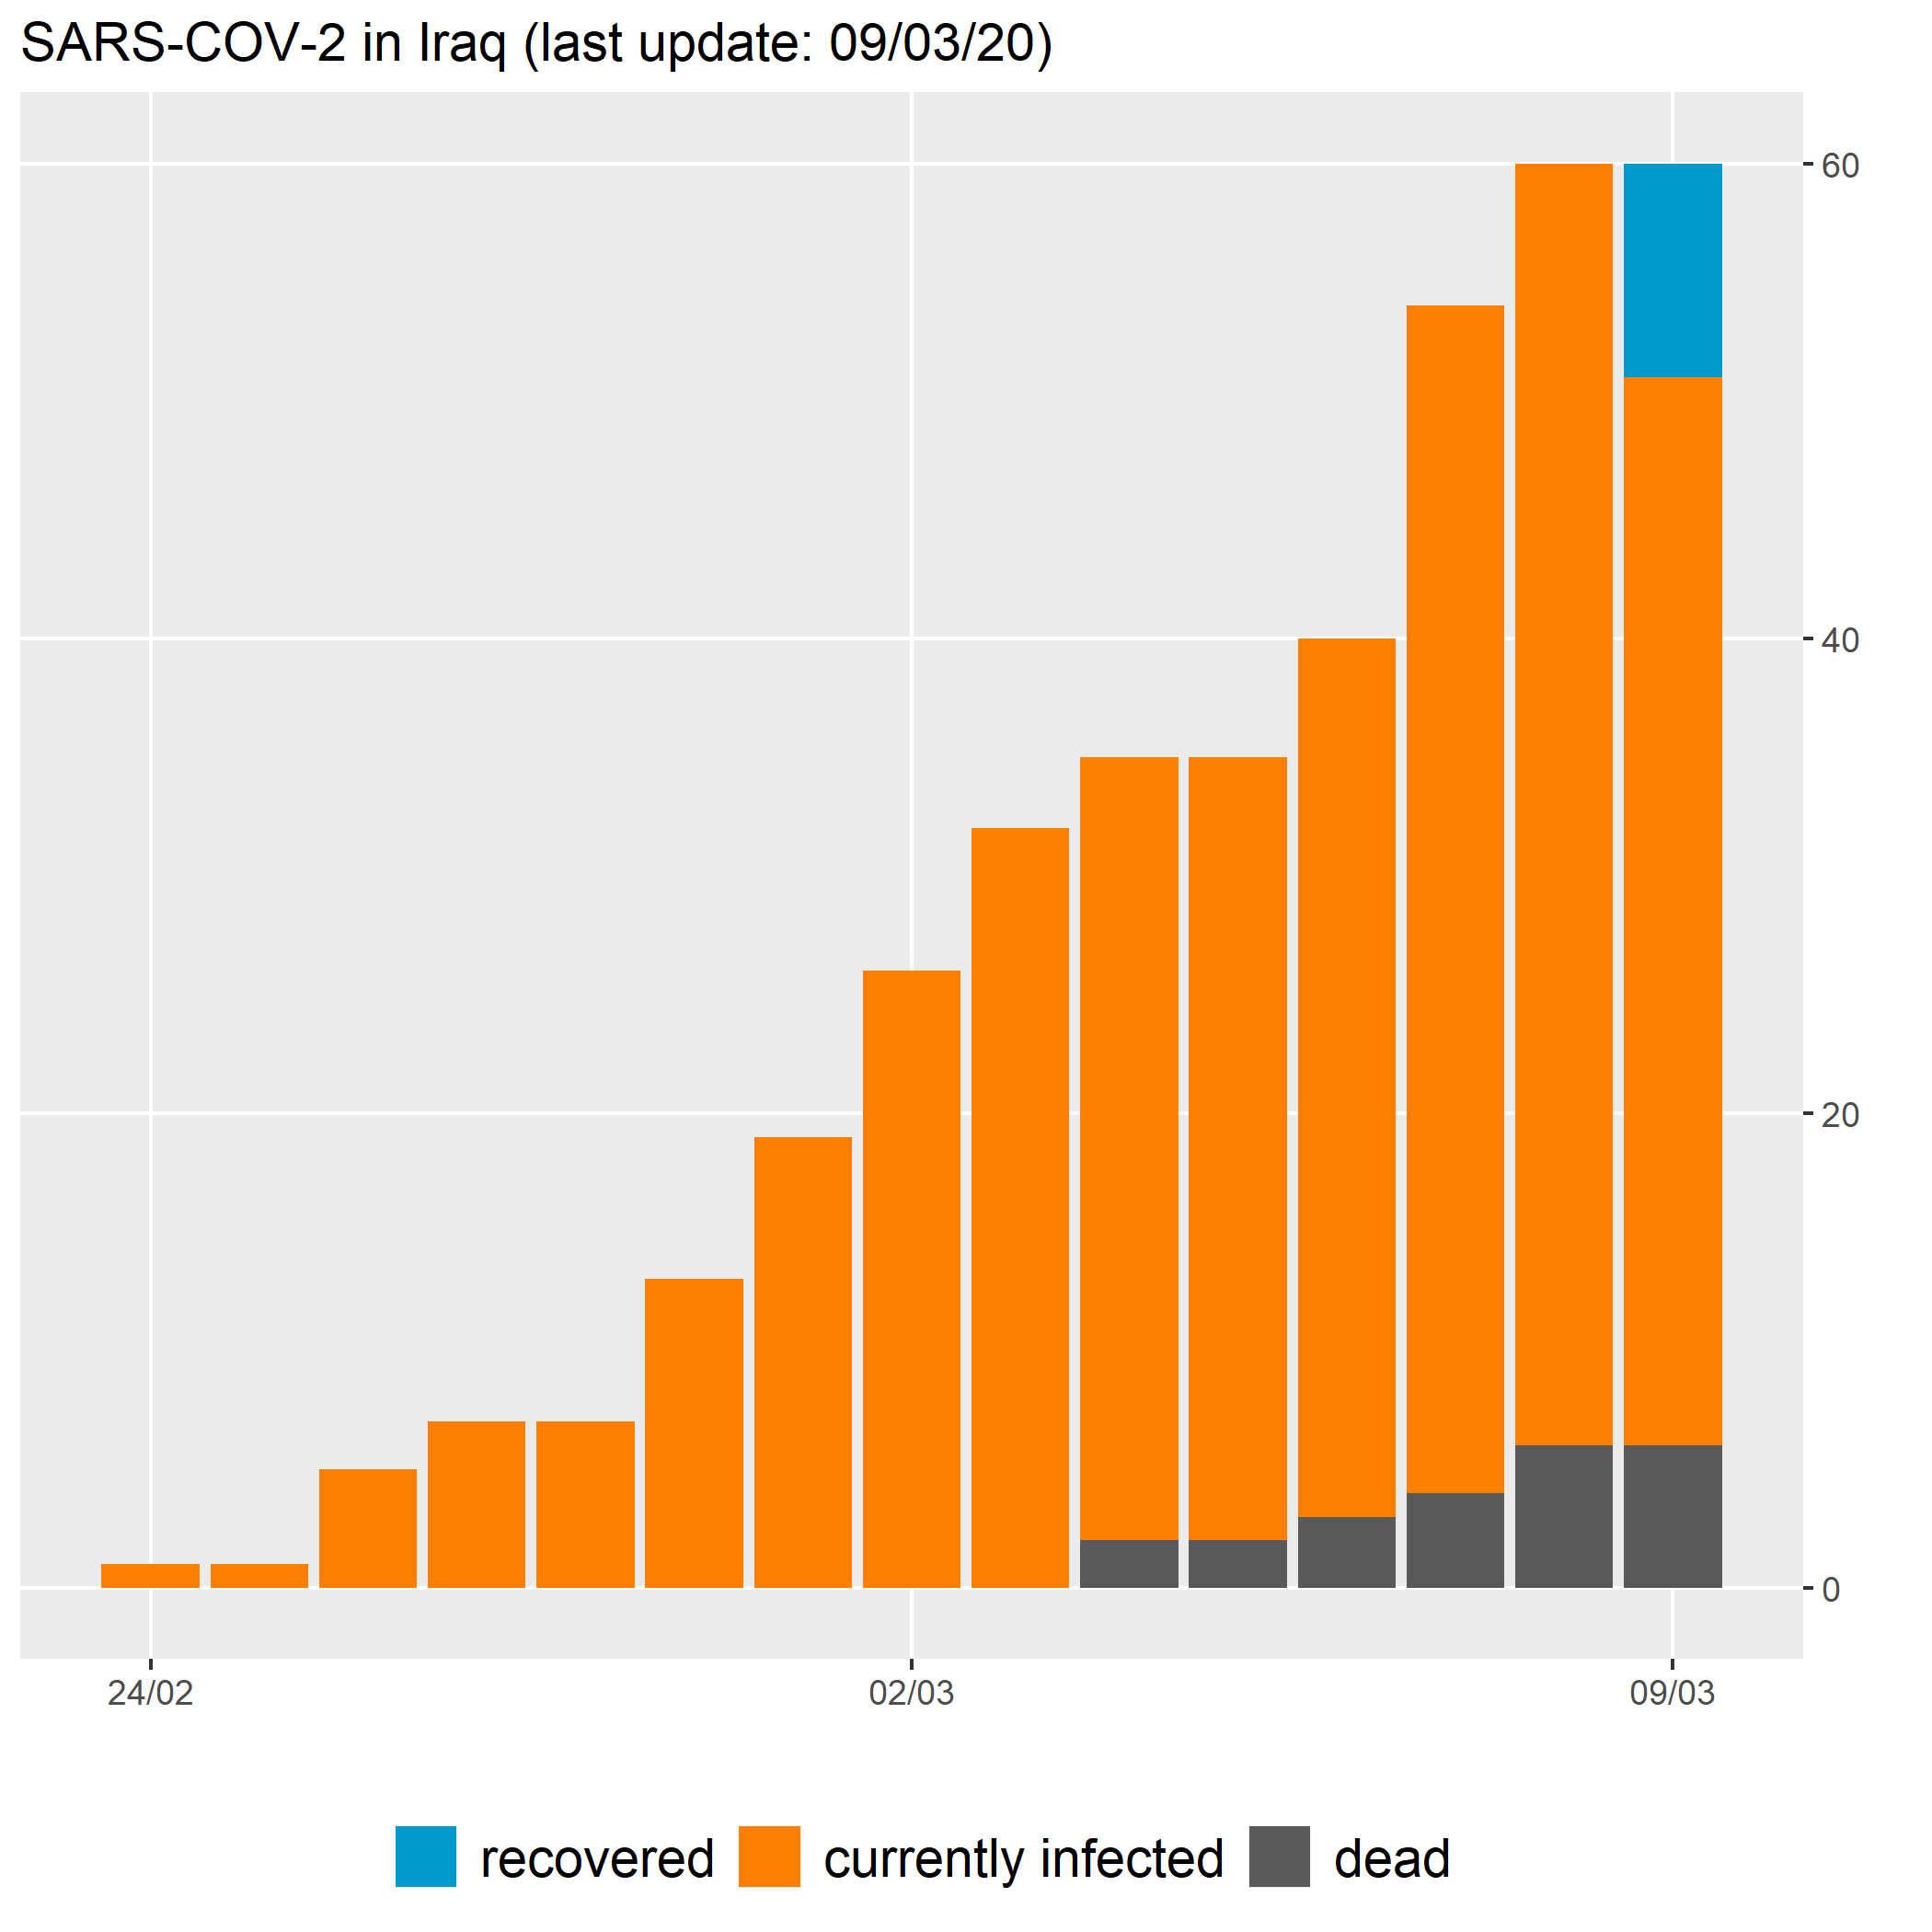 SARS-COV-2 in Iraq (last update: 09/03/20)
60
40
20
0
24/02 02/03 09/03
recovered currently infected dead